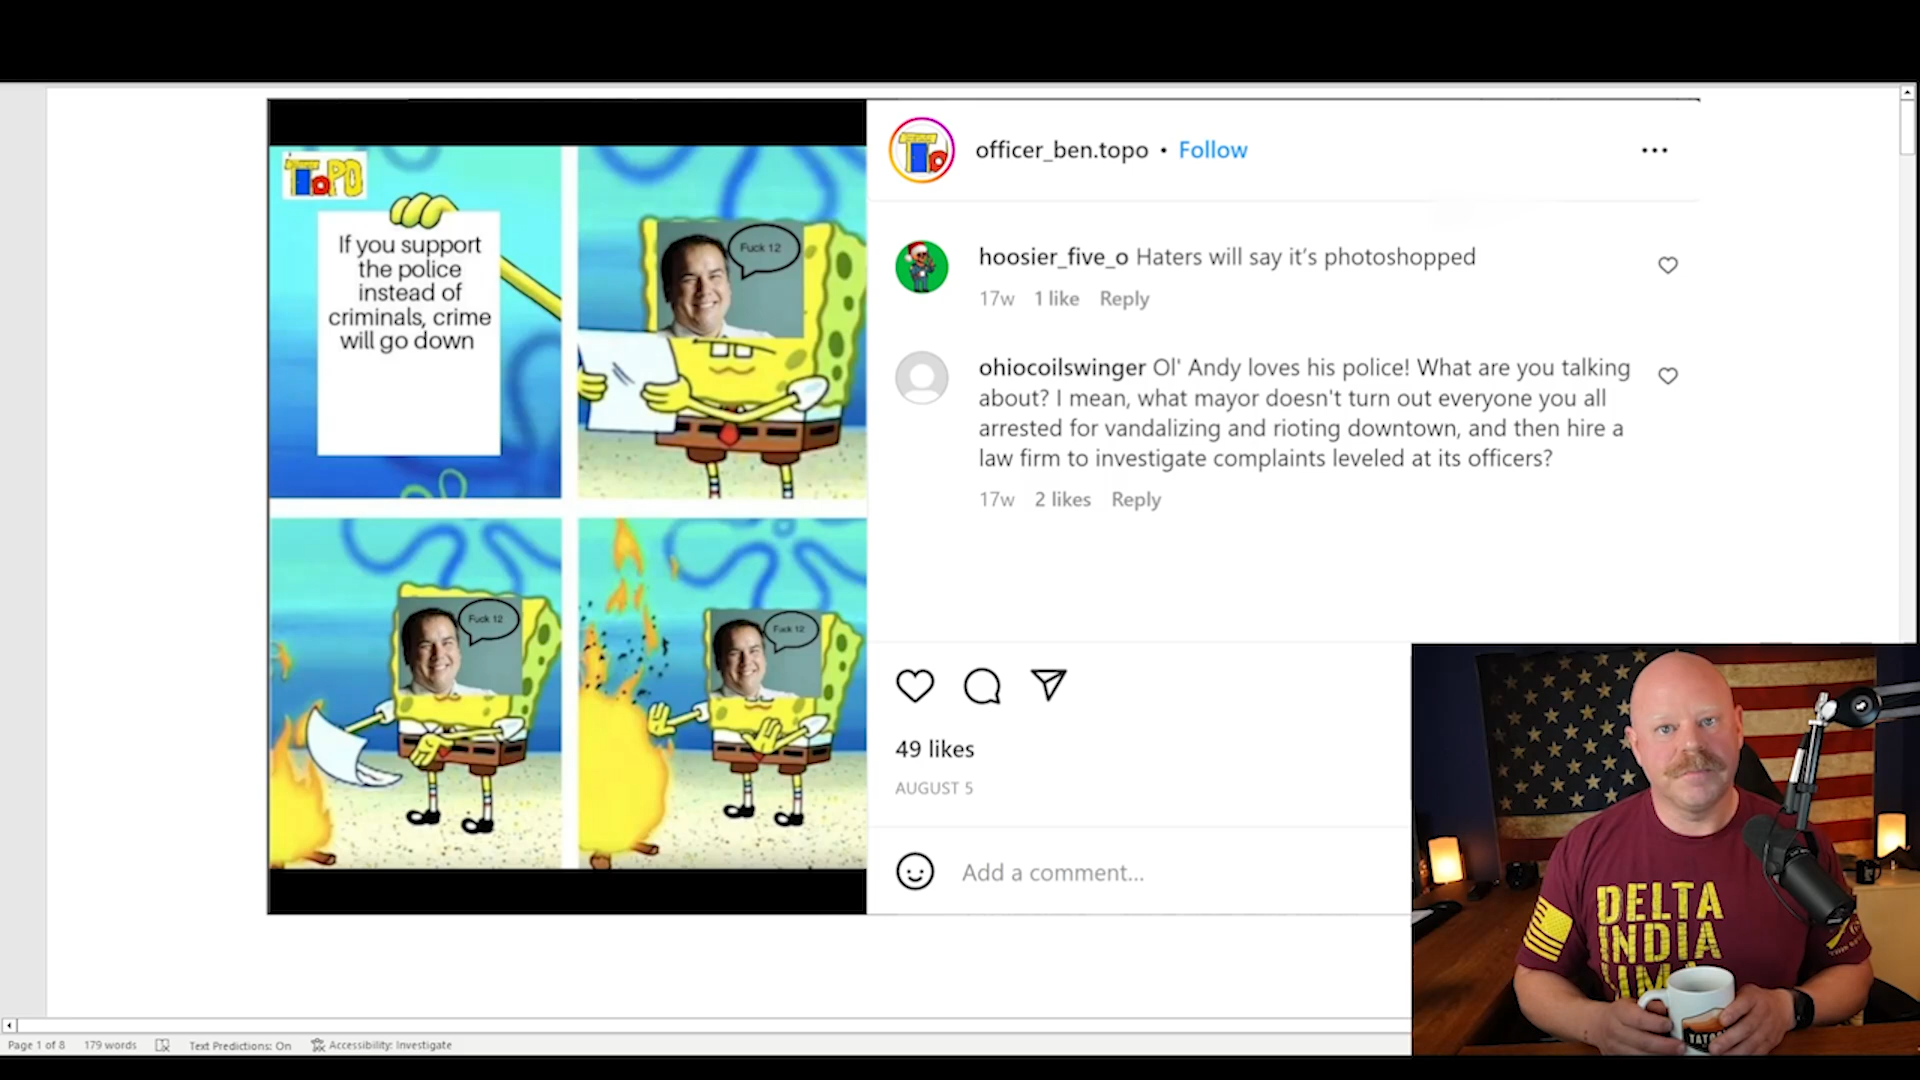 TOPO
If you support
the police
instead of
criminals, crime
will go down
Fuck 12
Fuck 12
Fuck 12
To
officer_ben.topo • Follow
hoosier_five_o Haters will say it's photoshopped
17w 1 like Reply
ohiocoilswinger Ol' Andy loves his police! What are you talking
about? I mean, what mayor doesn't turn out everyone you all
arrested for vandalizing and rioting downtown, and then hire a
law firm to investigate complaints leveled at its officers?
17w 2 likes Reply
49 likes
AUGUST 5
Add a comment...
DELTA
INDIA
Page 1 of 8 179 words Text Predictions: On Accessibility: Investigate